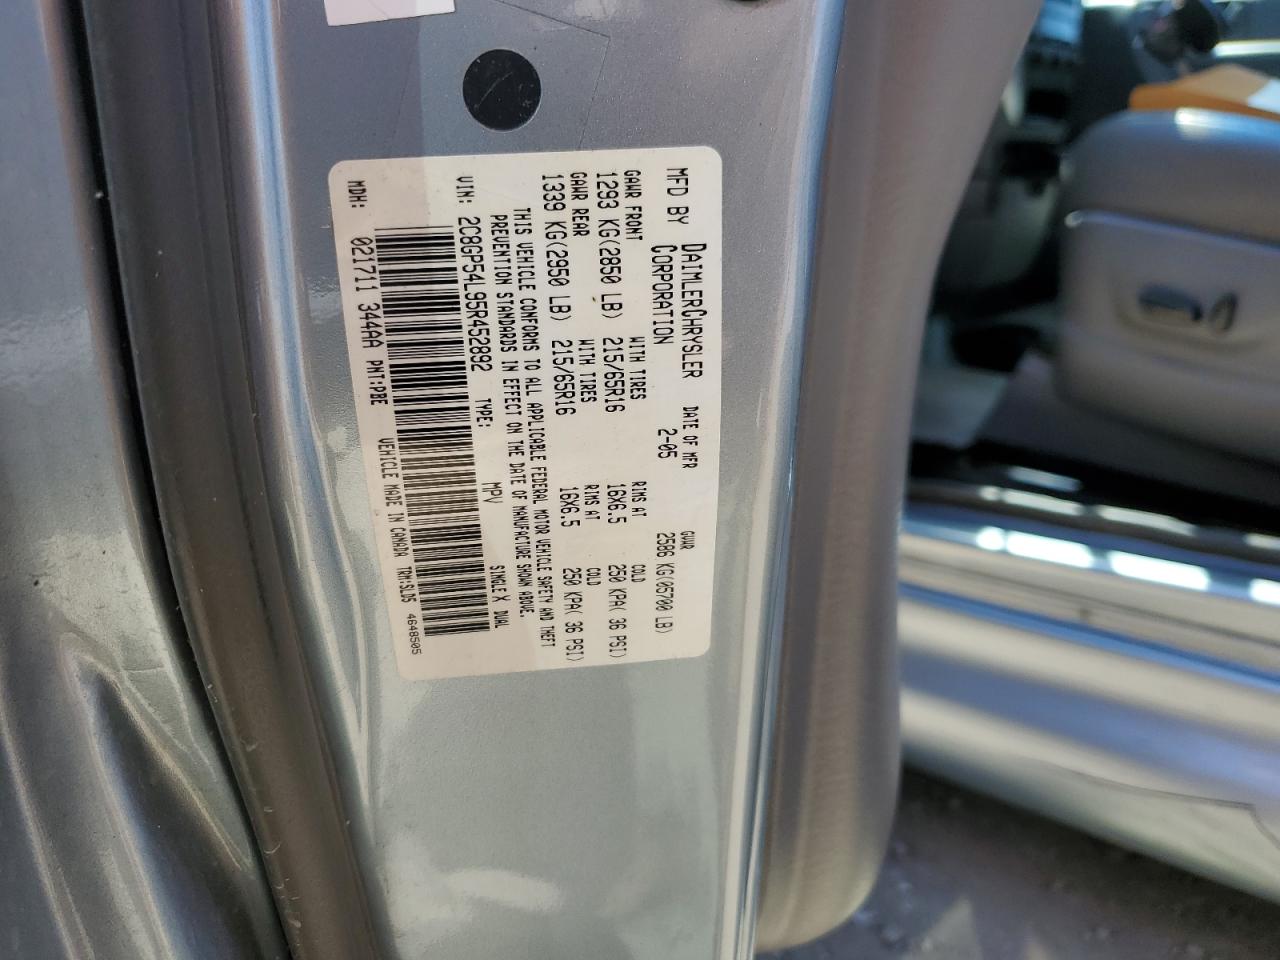 MFD BY DAIMLERCHRYSLER CORPORATION DATE OF MFR 2-05 GVWR 2586 KG(05700 LB)
GAWR FRONT WITH TIRES RIMS AT COLD
1293 KG(2850 LB) 215/65R16 16X6.5 250 KPA( 36 PSI)
GAWR REAR WITH TIRES RIMS AT COLD
1339 KG(2950 LB) 215/65R16 16X6.5 250 KPA( 36 PSI)
THIS VEHICLE CONFORMS TO ALL APPLICABLE FEDERAL MOTOR VEHICLE SAFETY AND THEFT
PREVENTION STANDARDS IN EFFECT ON THE DATE OF MANUFACTURE SHOWN ABOVE.
VIN: 2C8GP54L95R452892 TYPE: MPV SINGLE X DUAL
MDH: 021711 344AA PNT:PBE VEHICLE MADE IN CANADA TRM:SLD5 4648505